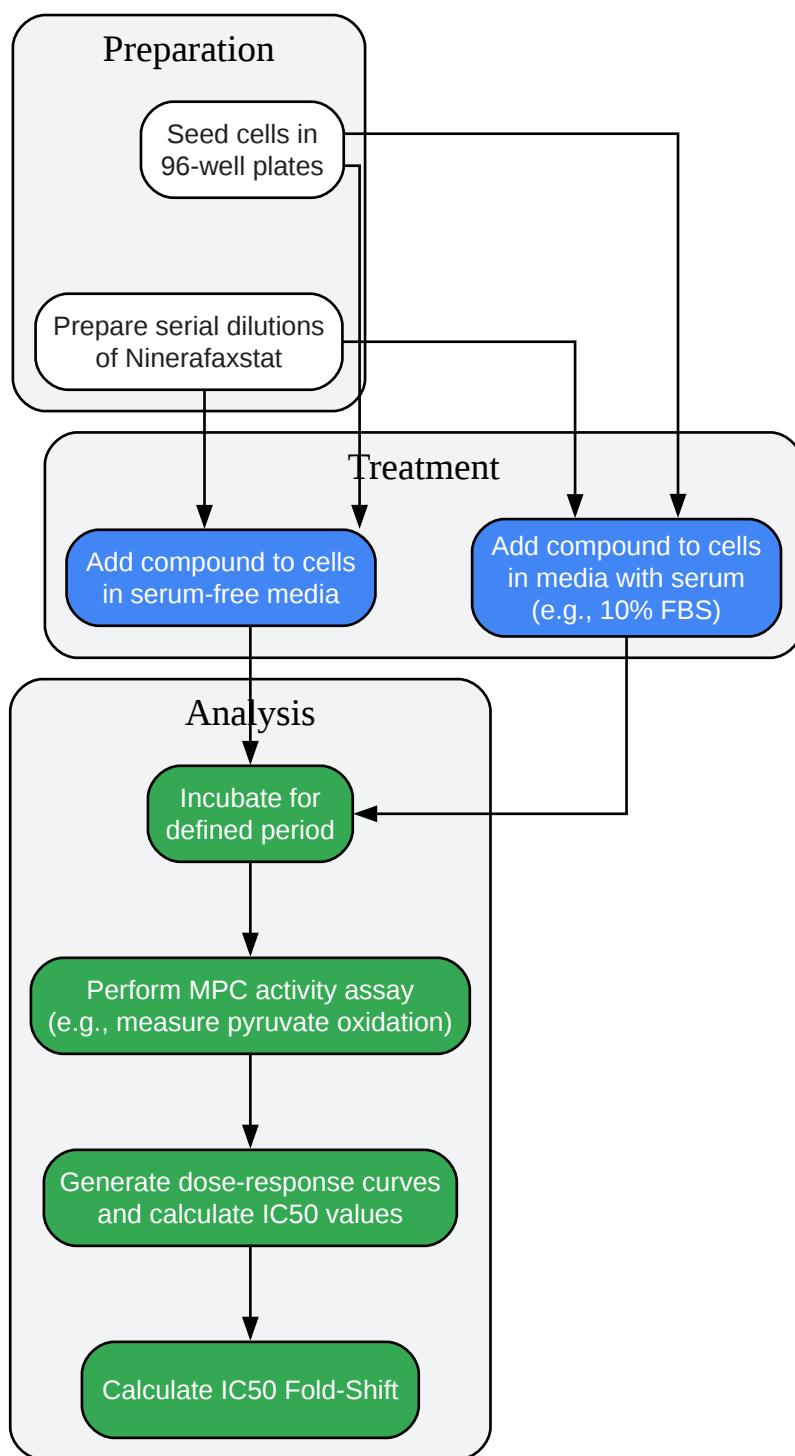 Preparation
Seed cells in
96-well plates
Prepare serial dilutions
of Ninerafaxstat
Treatment
Add compound to cells
in serum-free media
Add compound to cells
in media with serum
(e.g., 10% FBS)
Analysis
Incubate for
defined period
Perform MPC activity assay
(e.g., measure pyruvate oxidation)
Generate dose-response curves
and calculate IC50 values
Calculate IC50 Fold-Shift